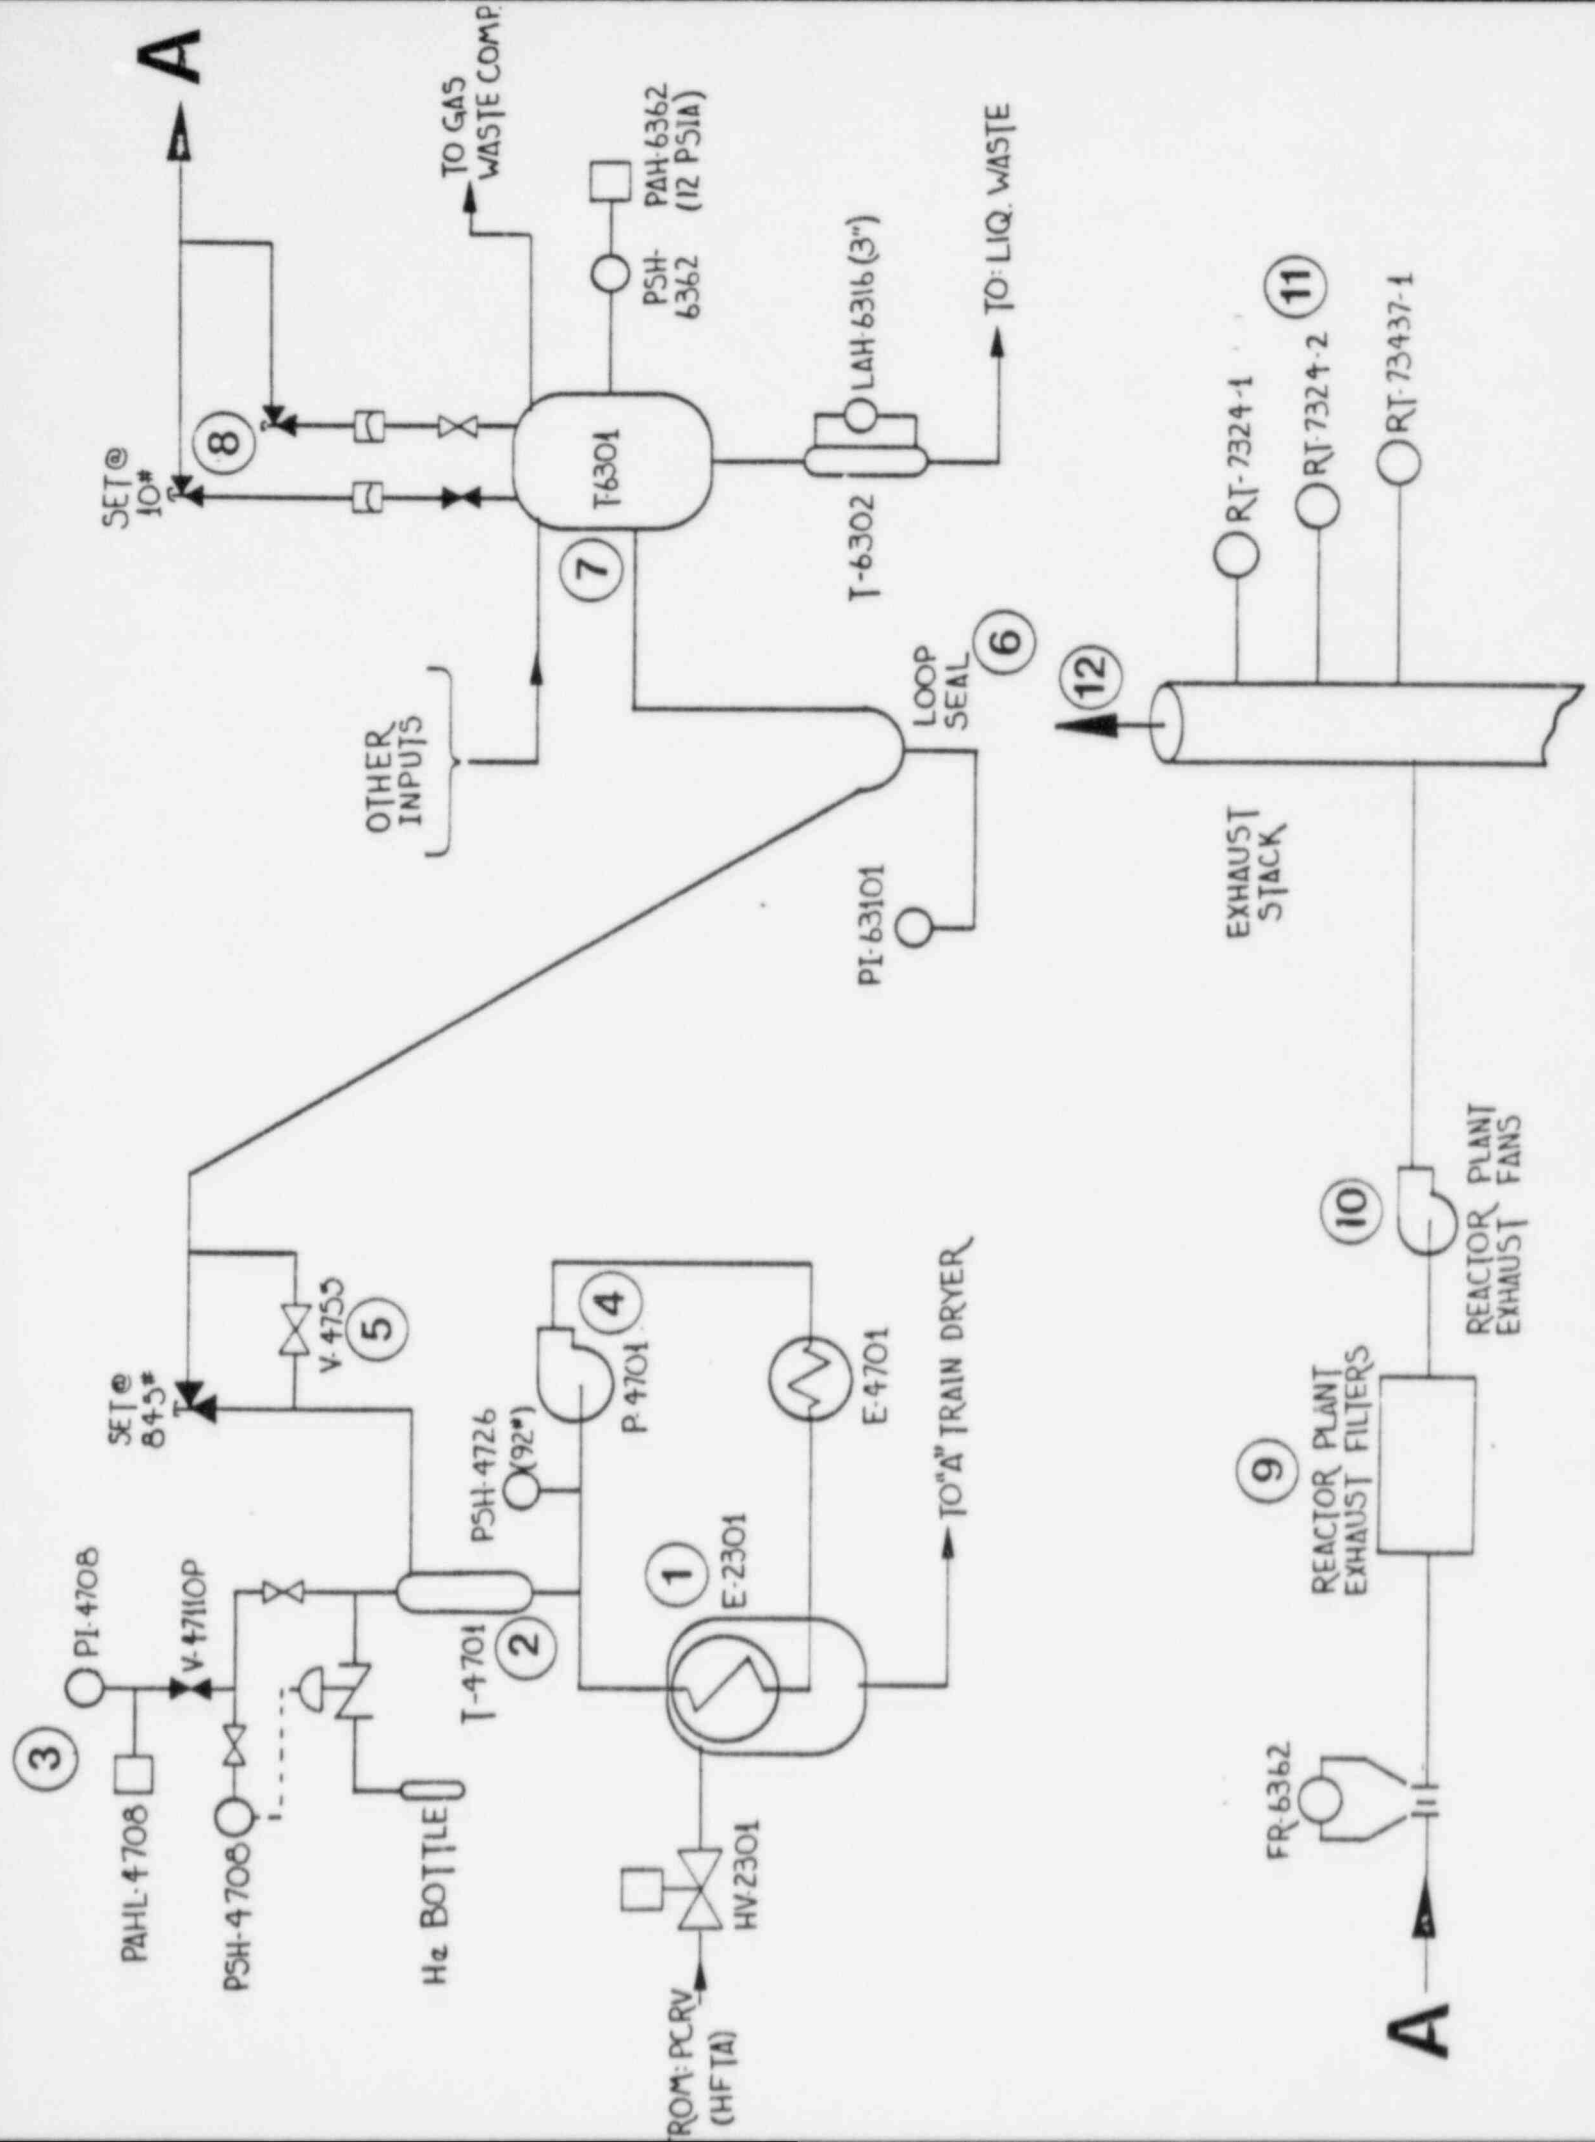 3
PI-4708
PAHL-4708
V-47110P
PSH-4708
He BOTTLE
T-4701
2
SET @
845#
V-4755
5
PSH-4726
(92#)
P-4701
4
1
E-2301
E-4701
HV-2301
FROM: PCRV
(HFTA)
TO "A" TRAIN DRYER
OTHER
INPUTS
SET @
10#
8
A
TO GAS
WASTE COMP.
7
T-6301
PSH-
6362
PAH-6362
(12 PSIA)
T-6302
LAH-6316 (3")
TO: LIQ. WASTE
LOOP
SEAL
6
PI-63101
A
FR-6362
9
REACTOR PLANT
EXHAUST FILTERS
10
REACTOR PLANT
EXHAUST FANS
EXHAUST
STACK
12
RT-7324-1
RT-7324-2
11
RT-73437-1